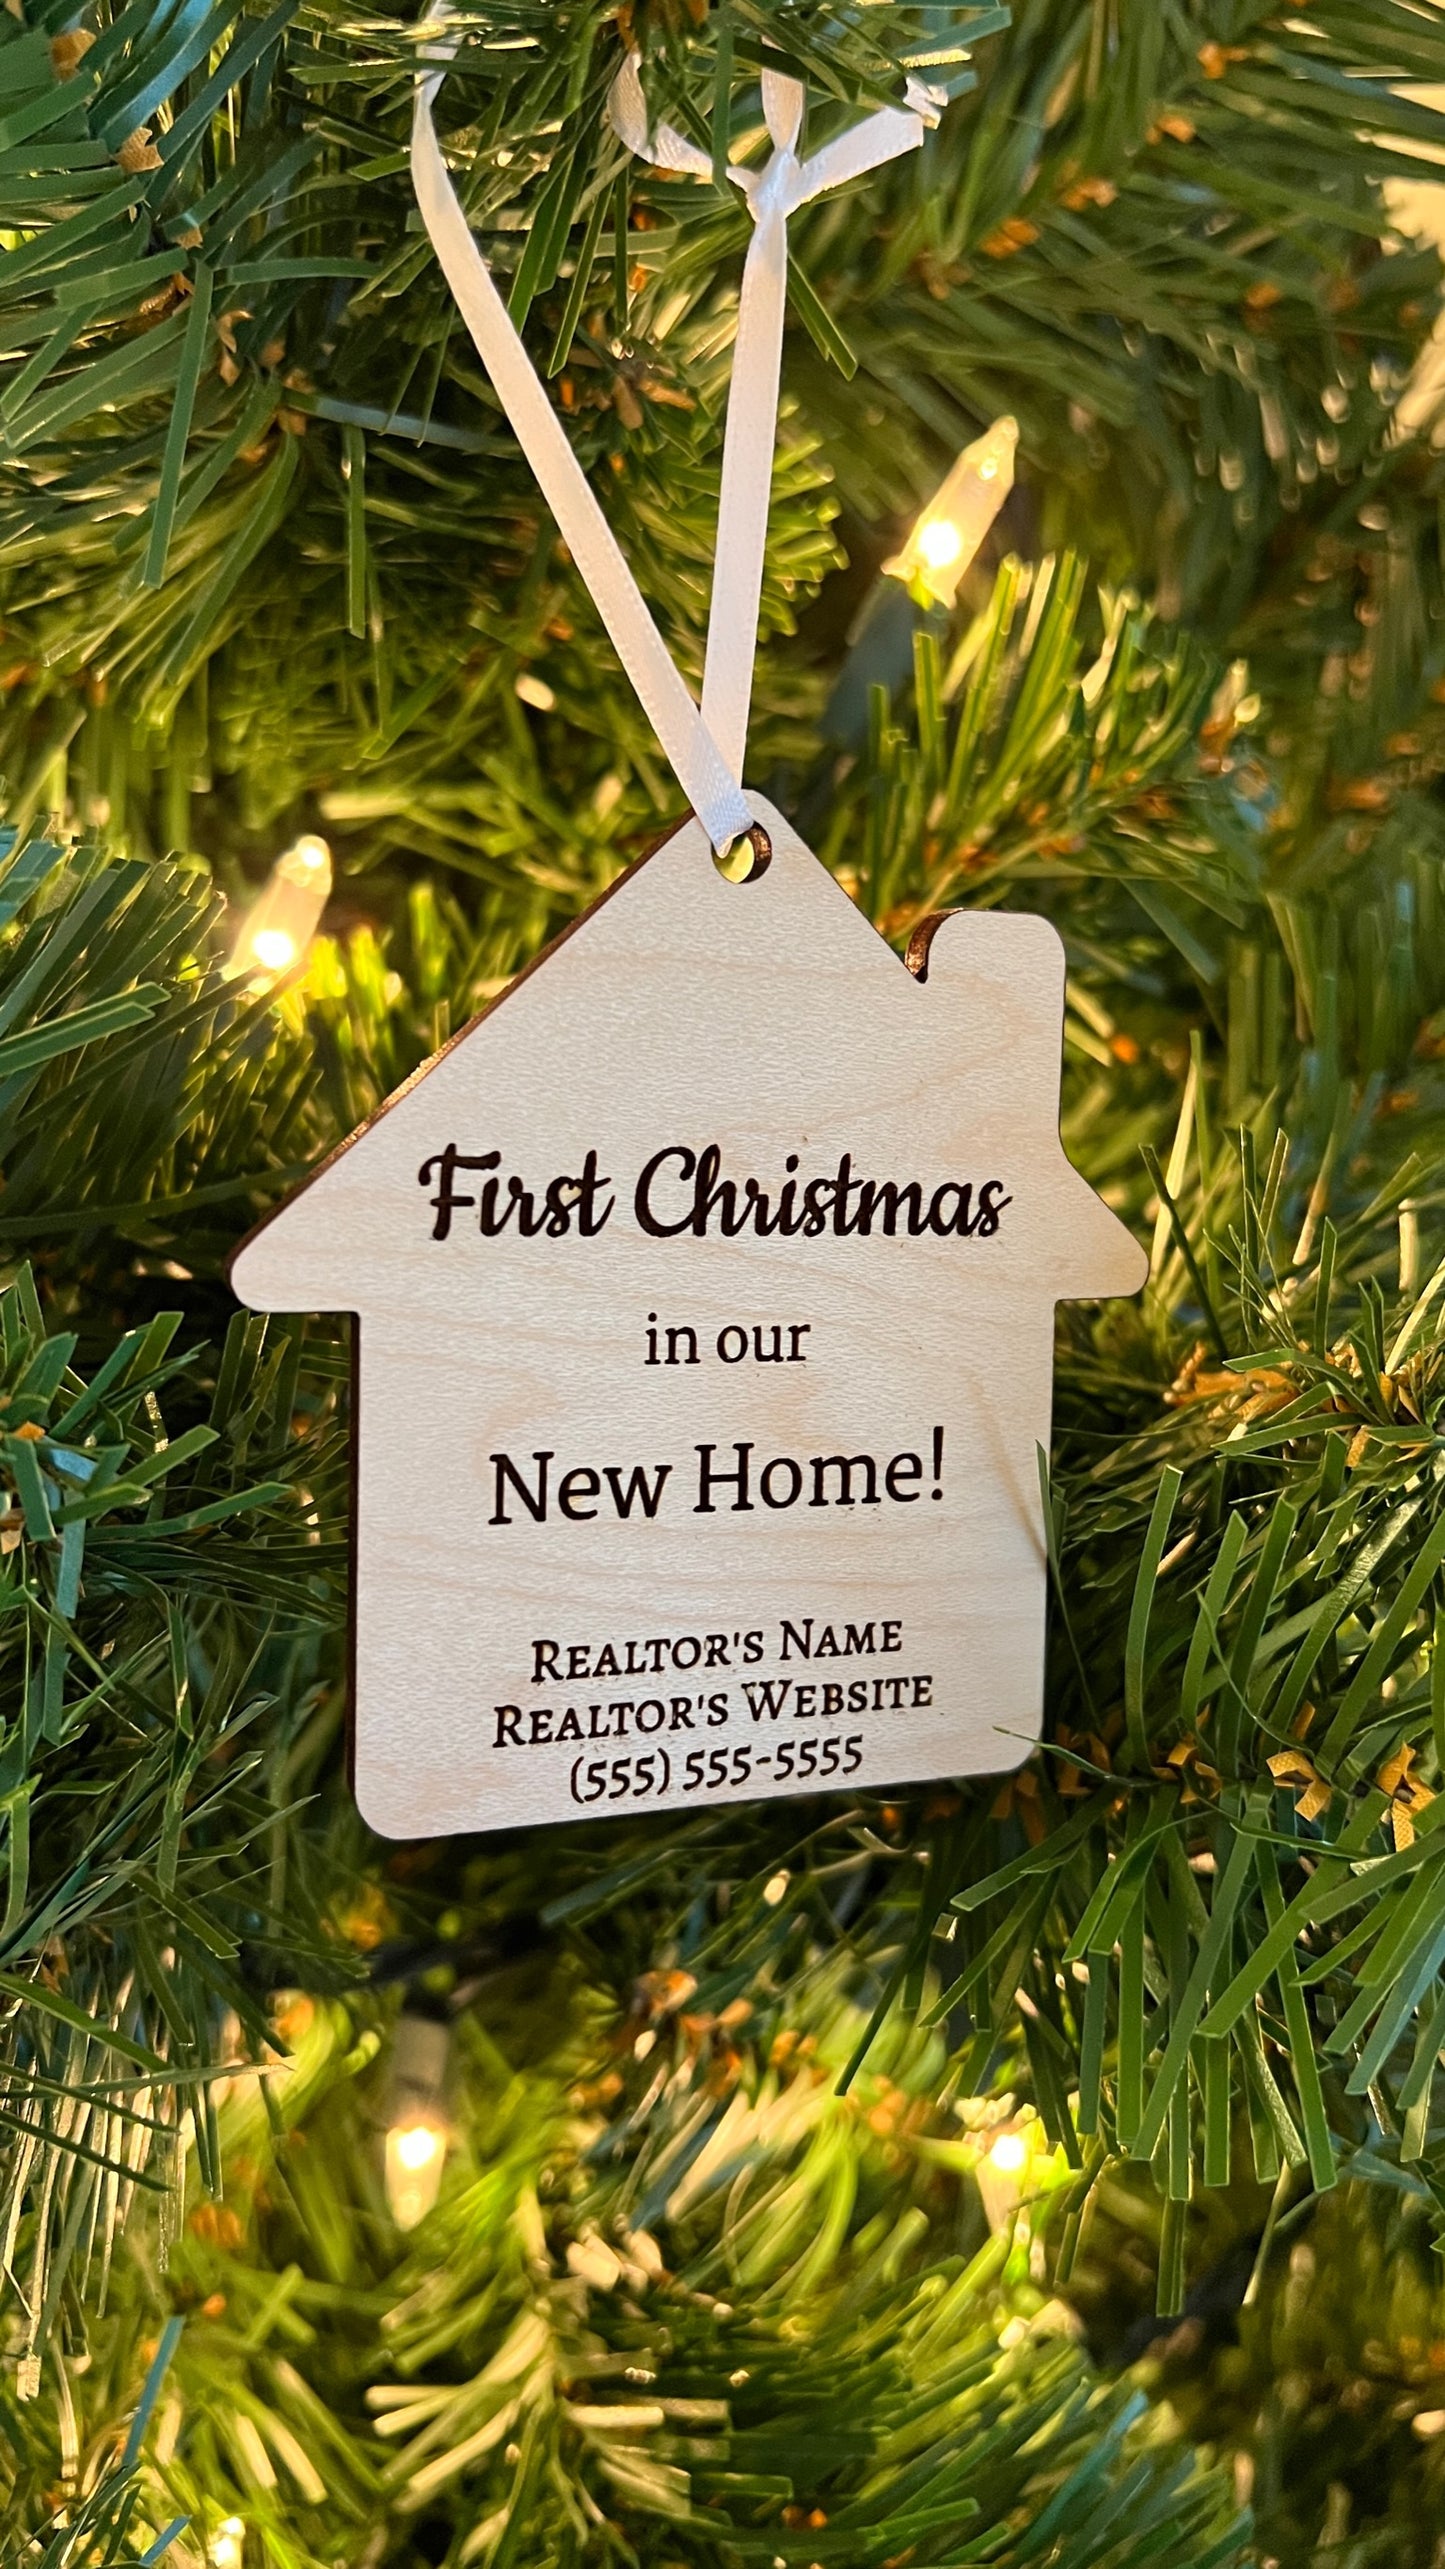 First Christmas
in our
New Home!
Realtor's Name
Realtor's Website
(555) 555-5555